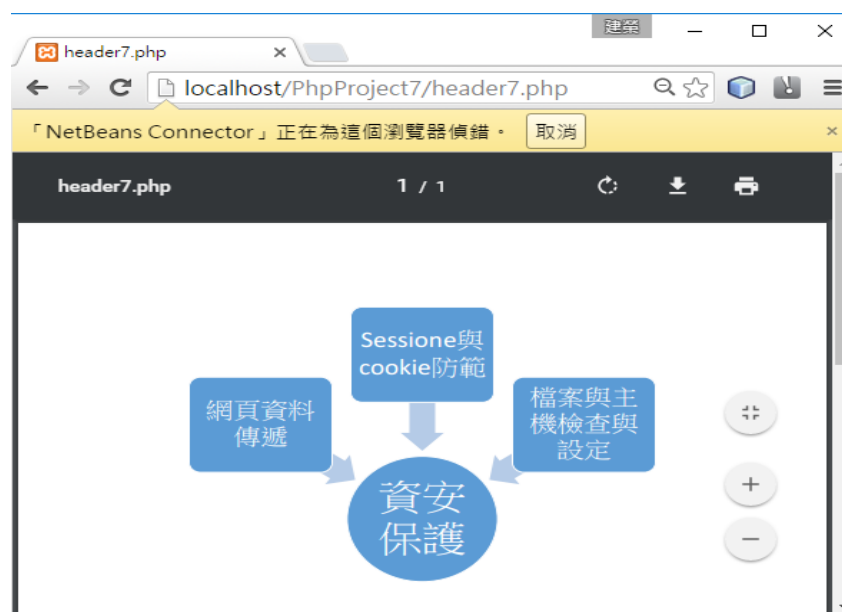 建榮
header7.php
localhost/PhpProject7/header7.php
「NetBeans Connector」正在為這個瀏覽器偵錯。 取消
header7.php 1 / 1
Sessione與
cookie防範
網頁資料
傳遞
檔案與主
機檢查與
設定
資安
保護